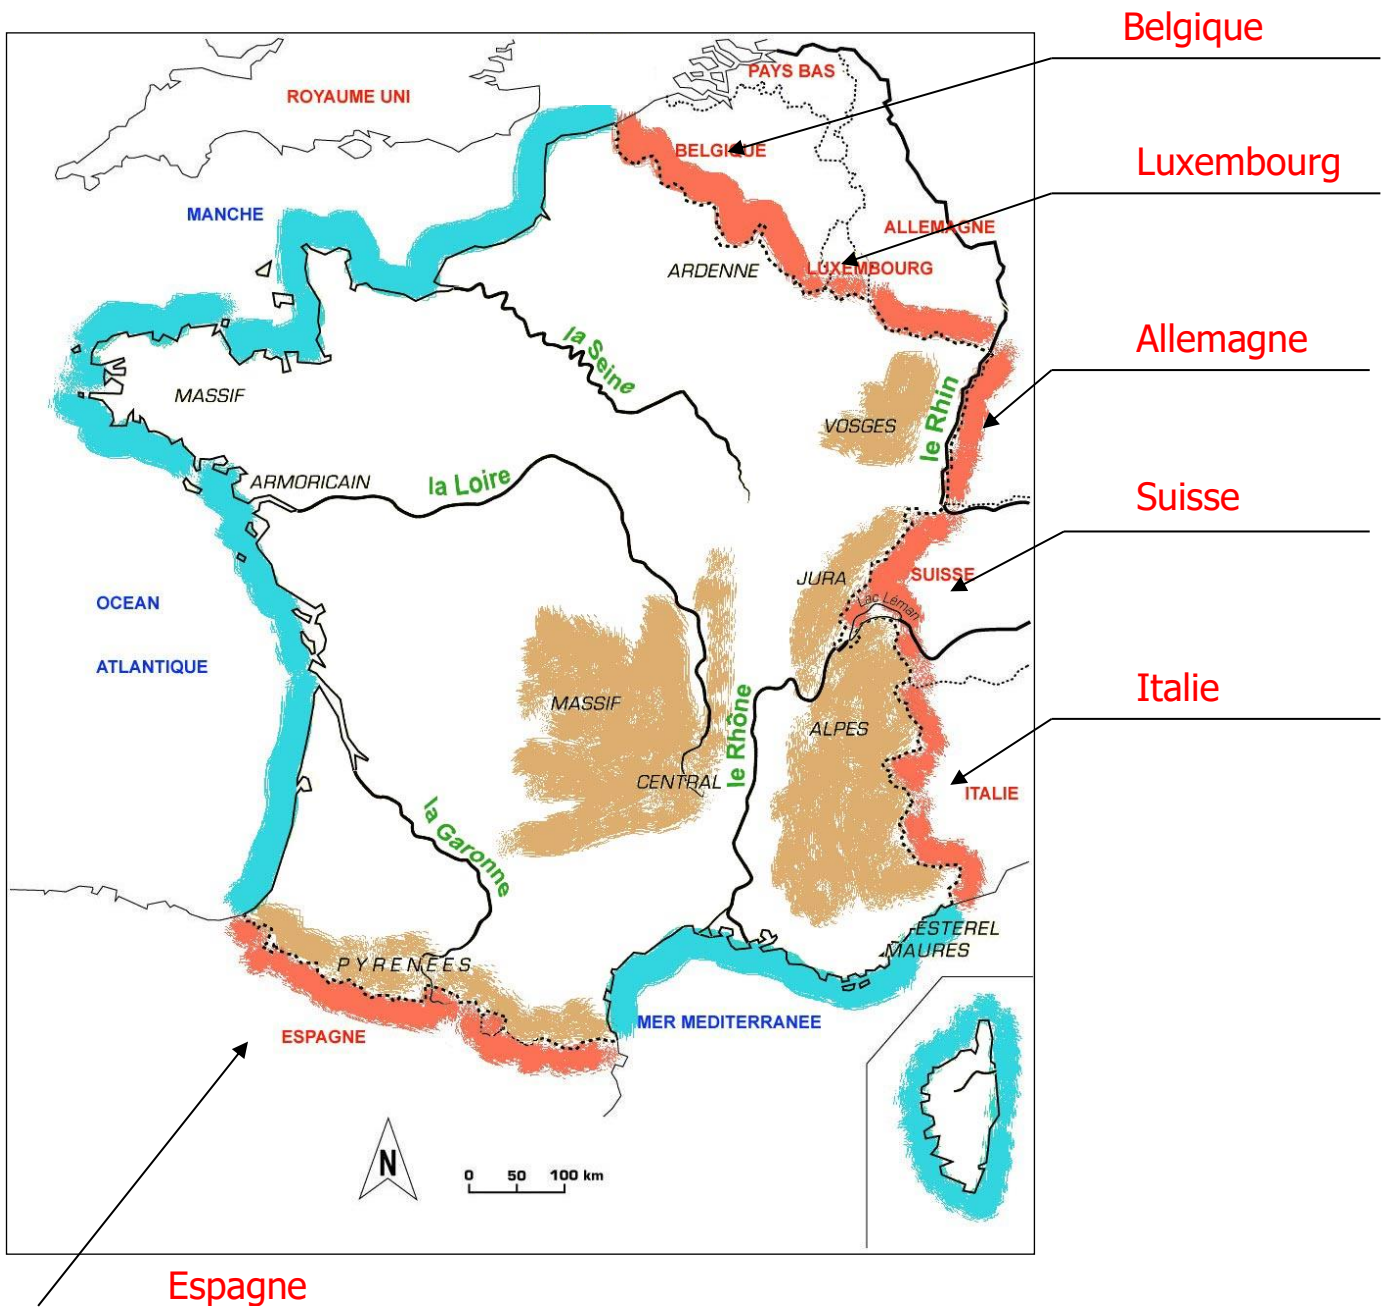 Belgique
PAYS BAS
ROYAUME UNI
BELGIQUE
Luxembourg
MANCHE
ALLEMAGNE
ARDENNE
LUXEMBOURG
la Seine
Allemagne
MASSIF
le Rhin
VOSGES
la Loire
ARMORICAIN
Suisse
JURA
SUISSE
Lac Léman
OCEAN
ATLANTIQUE
Italie
MASSIF
le Rhône
ALPES
CENTRAL
ITALIE
la Garonne
ESTEREL
MAURES
PYRENEES
MER MEDITERRANEE
ESPAGNE
N
0 50 100 km
Espagne